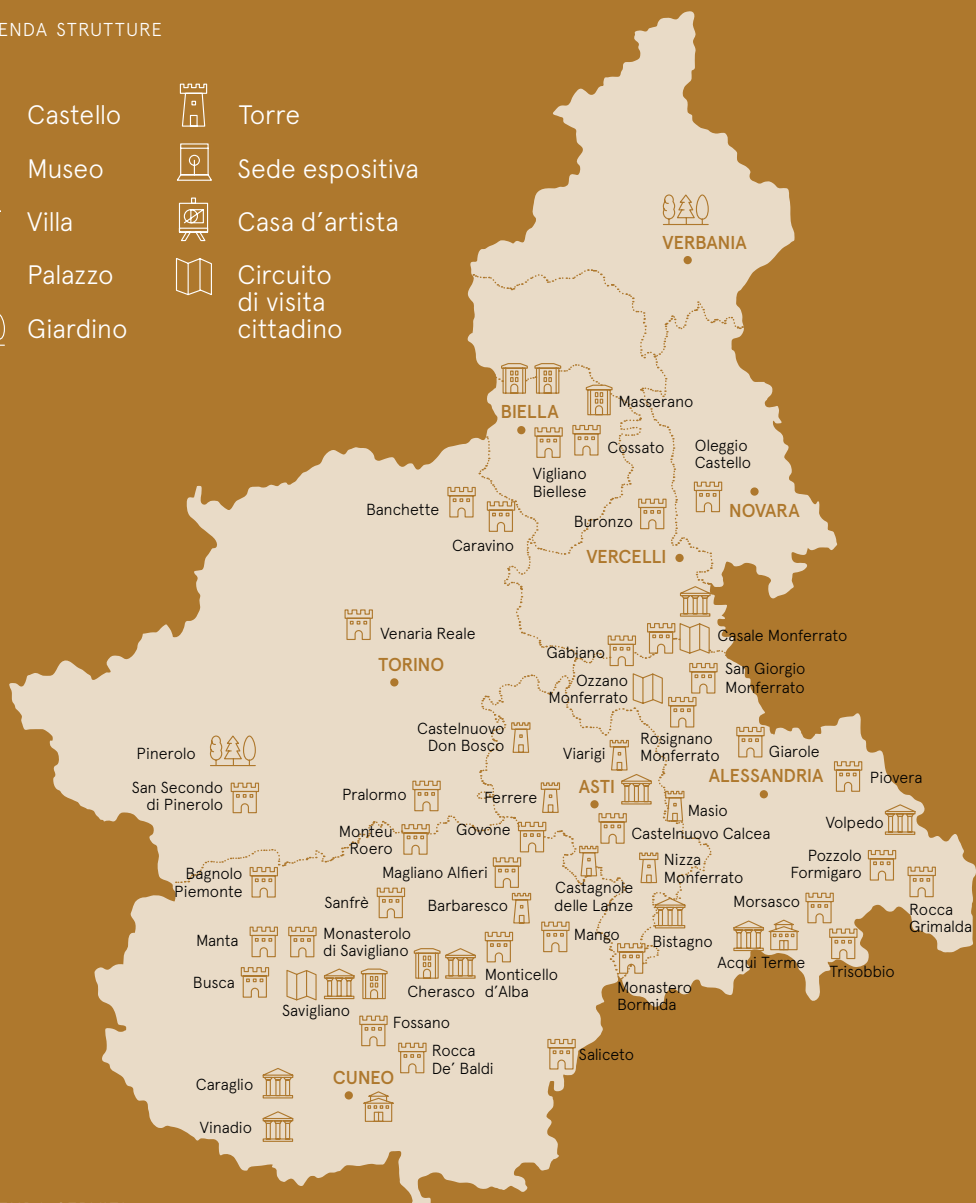 ENDA STRUTTURE
Castello
Museo
Villa
Palazzo
Giardino
Torre
Sede espositiva
Casa d’artista
Circuito
di visita
cittadino
VERBANIA
BIELLA
Masserano
Cossato
Vigliano
Biellese
Oleggio
Castello
NOVARA
Banchette
Caravino
Buronzo
VERCELLI
Venaria Reale
TORINO
Casale Monferrato
Gabiano
San Giorgio
Monferrato
Ozzano
Monferrato
Rosignano
Monferrato
Castelnuovo
Don Bosco
Viarigi
Giarole
Pinerolo
San Secondo
di Pinerolo
Pralormo
Ferrere
ASTI
ALESSANDRIA
Piovera
Masio
Volpedo
Monteu
Roero
Govone
Castelnuovo Calcea
Magliano Alfieri
Castagnole
delle Lanze
Nizza
Monferrato
Pozzolo
Formigaro
Bagnolo
Piemonte
Sanfrè
Barbaresco
Morsasco
Rocca
Grimalda
Manta
Monasterolo
di Savigliano
Mango
Bistagno
Acqui Terme
Trisobbio
Busca
Savigliano
Cherasco
Monticello
d’Alba
Monastero
Bormida
Fossano
Rocca
De’ Baldi
Saliceto
CUNEO
Caraglio
Vinadio